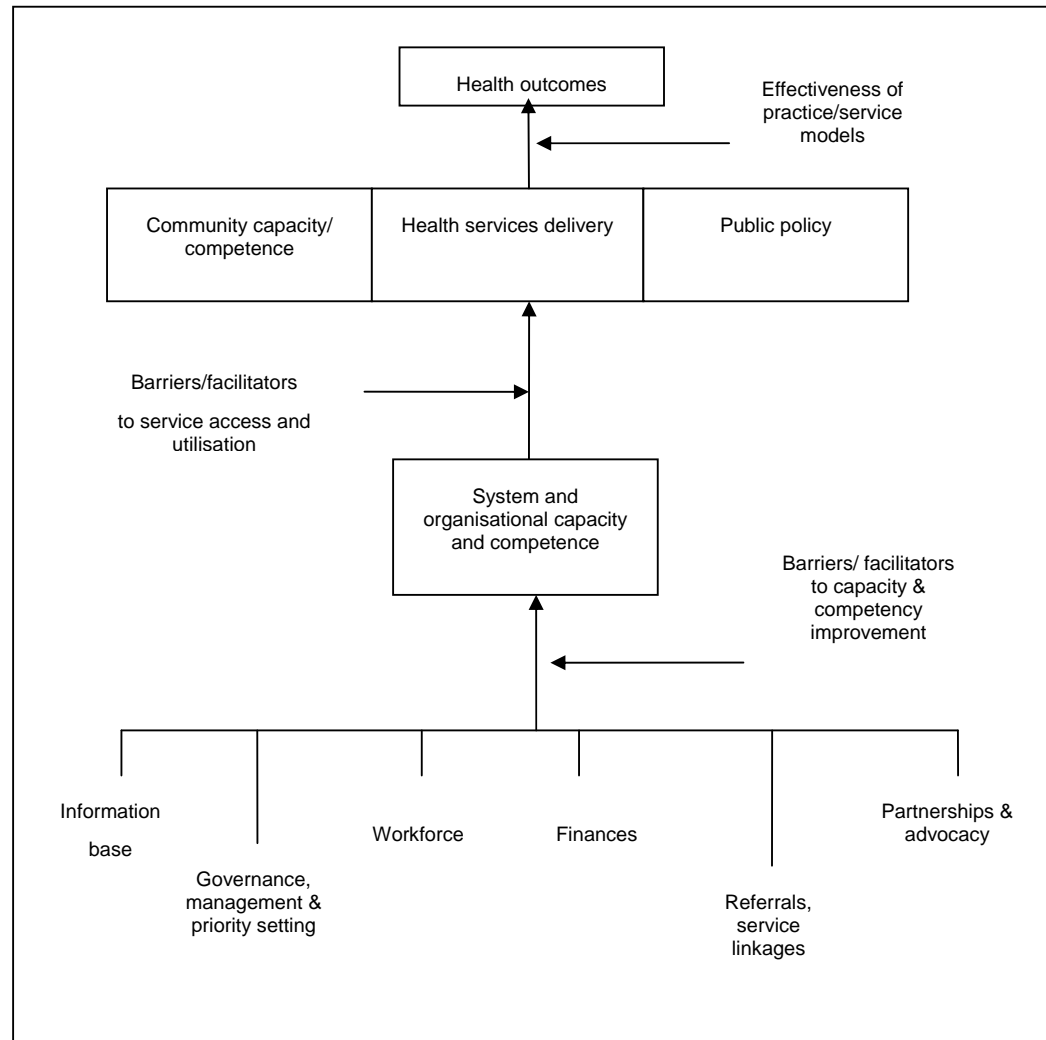 Health outcomes
Effectiveness of
practice/service
models
Community capacity/
competence
Health services delivery
Public policy
Barriers/facilitators
to service access and
utilisation
System and
organisational capacity
and competence
Barriers/ facilitators
to capacity &
competency
improvement
Information
base
Governance,
management &
priority setting
Workforce
Finances
Referrals,
service
linkages
Partnerships &
advocacy